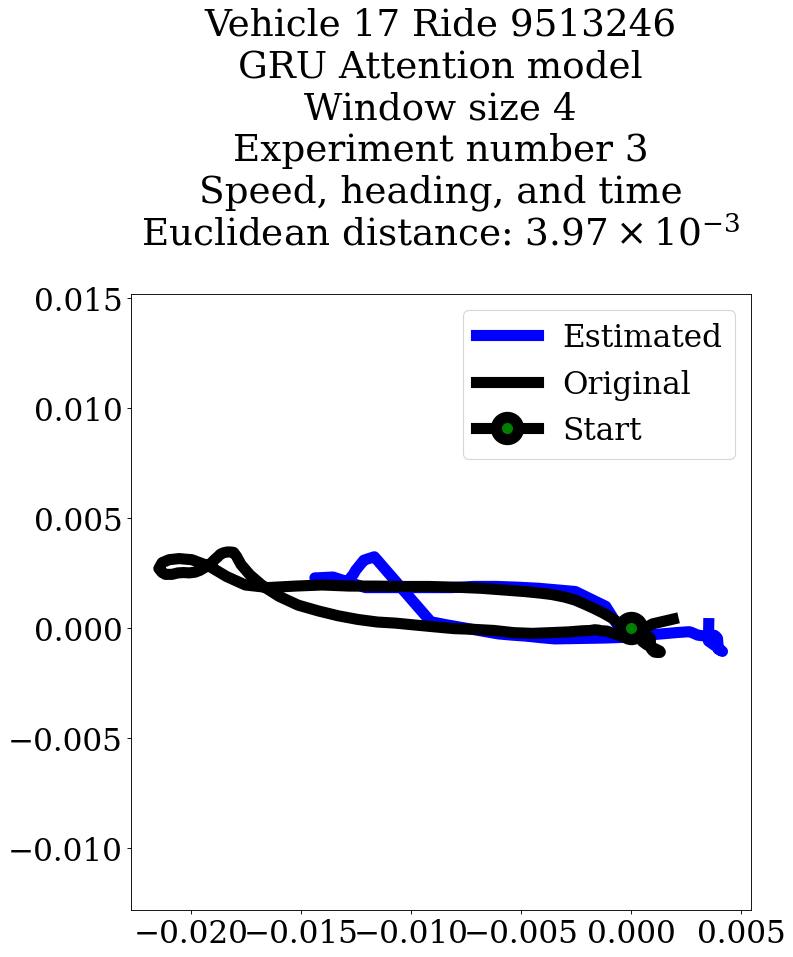 Vehicle 17 Ride 9513246
GRU Attention model
Window size 4
Experiment number 3
Speed, heading, and time
Euclidean distance: 3.97 × 10⁻³
0.015
Estimated
Original
Start
0.010
0.005
0.000
−0.005
−0.010
−0.020 −0.015 −0.010 −0.005 0.000 0.005